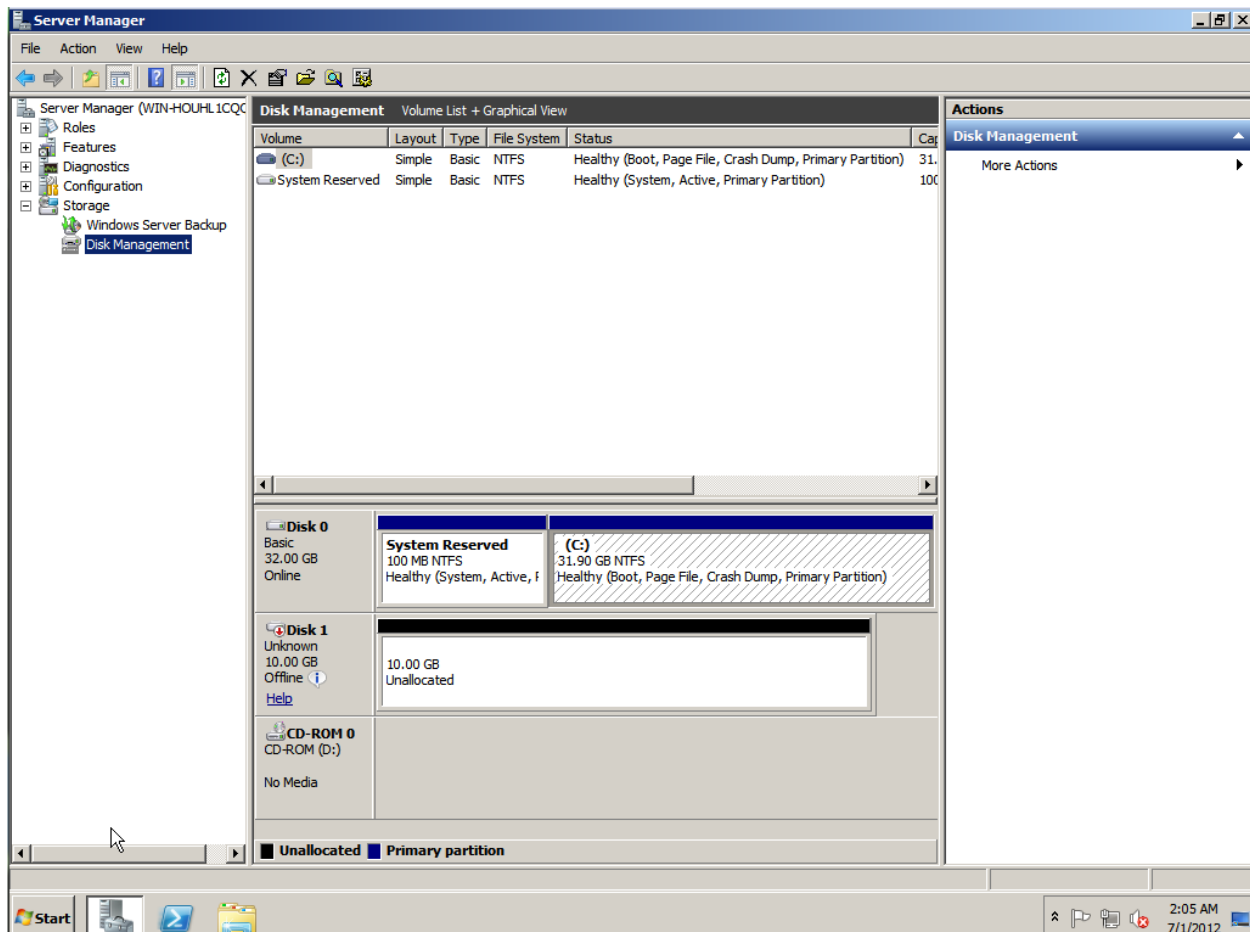 Server Manager
File Action View Help
Server Manager (WIN-HOUHL1CQC
Roles
Features
Diagnostics
Configuration
Storage
Windows Server Backup
Disk Management
Disk Management Volume List + Graphical View
Volume Layout Type File System Status Cap
(C:) Simple Basic NTFS Healthy (Boot, Page File, Crash Dump, Primary Partition) 31.
System Reserved Simple Basic NTFS Healthy (System, Active, Primary Partition) 100
Disk 0
Basic
32.00 GB
Online
System Reserved
100 MB NTFS
Healthy (System, Active, P
(C:)
31.90 GB NTFS
Healthy (Boot, Page File, Crash Dump, Primary Partition)
Disk 1
Unknown
10.00 GB
Offline
Help
10.00 GB
Unallocated
CD-ROM 0
CD-ROM (D:)
No Media
Unallocated Primary partition
Actions
Disk Management
More Actions
Start
2:05 AM
7/1/2012